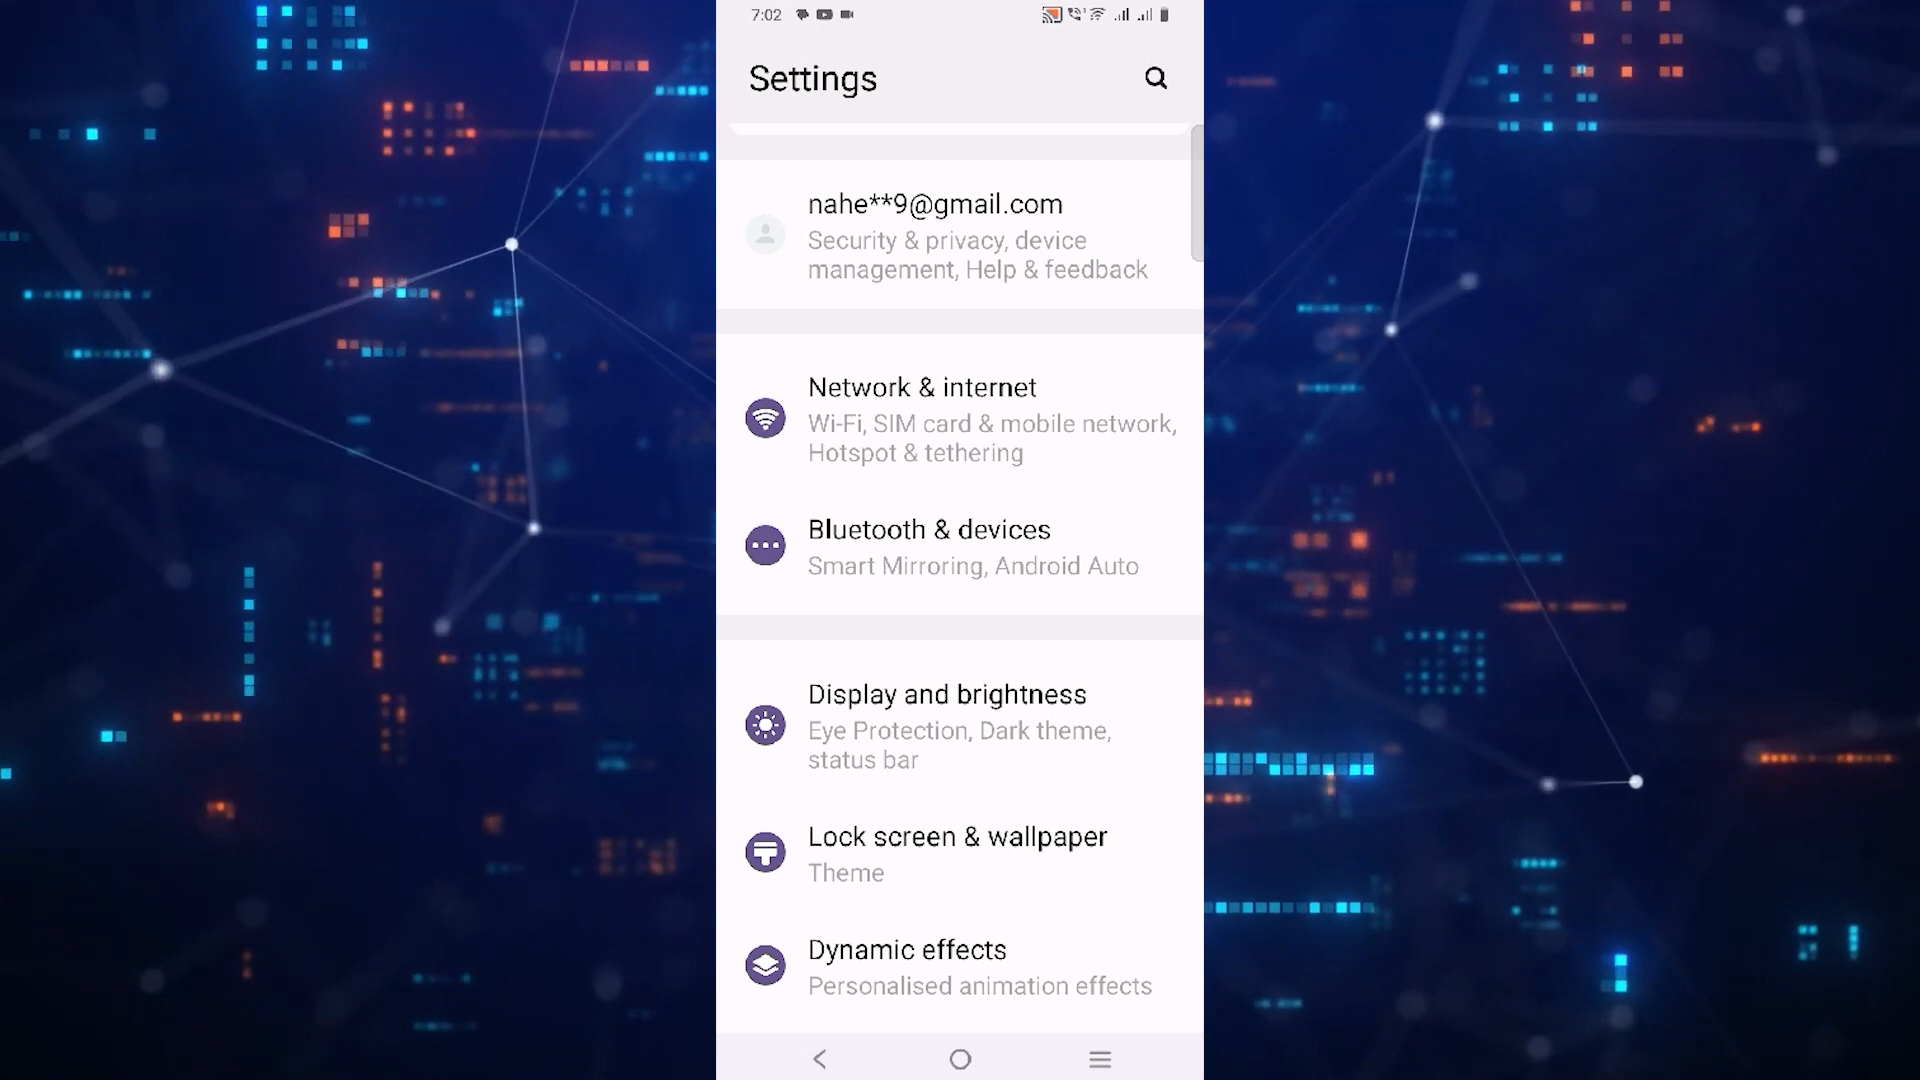 7:02
Settings
nahe**9@gmail.com
Security & privacy, device
management, Help & feedback
Network & internet
Wi-Fi, SIM card & mobile network,
Hotspot & tethering
Bluetooth & devices
Smart Mirroring, Android Auto
Display and brightness
Eye Protection, Dark theme,
status bar
Lock screen & wallpaper
Theme
Dynamic effects
Personalised animation effects